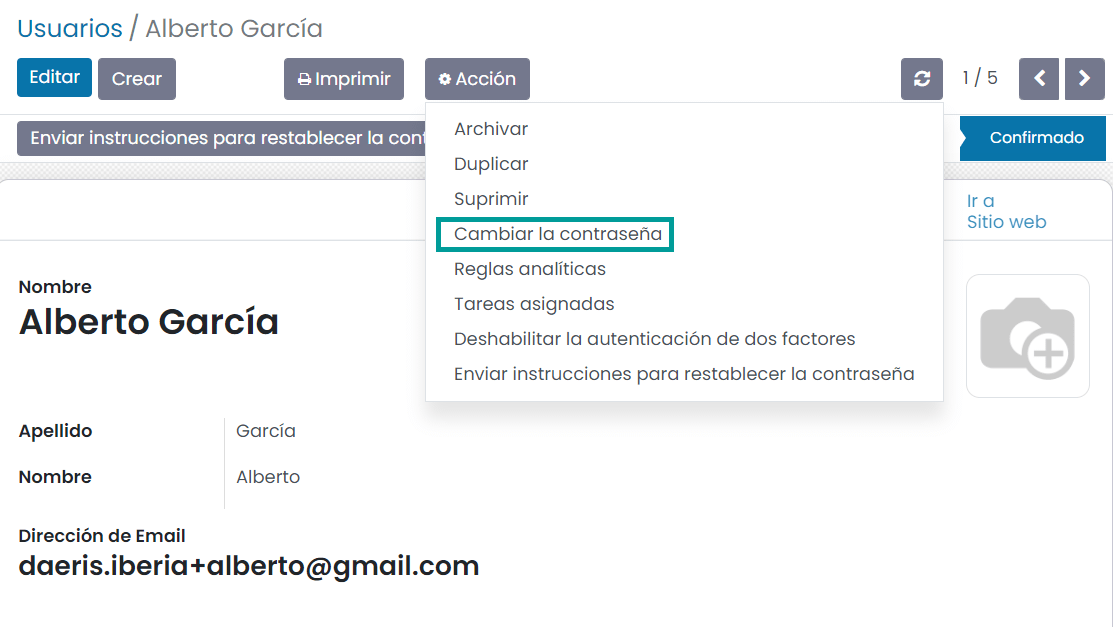 Usuarios / Alberto García
Editar Crear Imprimir Acción 1 / 5
Archivar
Enviar instrucciones para restablecer la con Confirmado
Duplicar
Suprimir
Ir a
Sitio web
Cambiar la contraseña
Reglas analíticas
Tareas asignadas
Deshabilitar la autenticación de dos factores
Enviar instrucciones para restablecer la contraseña
Nombre
Alberto García
Apellido García
Nombre Alberto
Dirección de Email
daeris.iberia+alberto@gmail.com